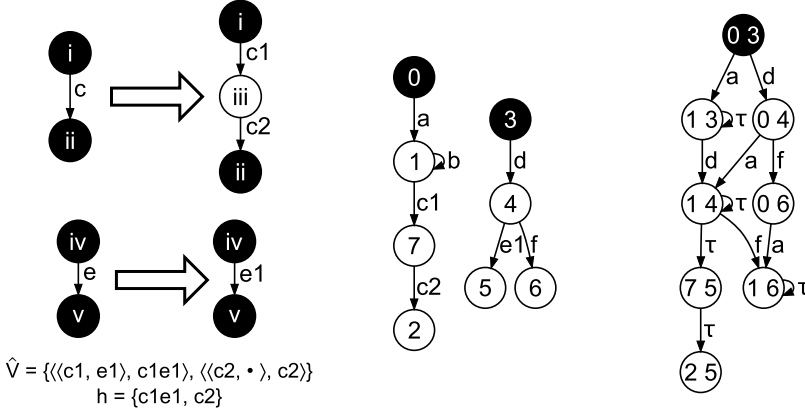 i
c
ii
i
c1
iii
c2
ii
iv
e
v
iv
e1
v
V̂ = {⟨⟨c1, e1⟩, c1e1⟩, ⟨⟨c2, • ⟩, c2⟩}
h = {c1e1, c2}
0
a
1 b
c1
7
c2
2
3
d
4
e1 f
5 6
0 3
a d
1 3 τ 0 4
d a f
1 4 τ 0 6
τ f a
7 5 1 6 τ
τ
2 5